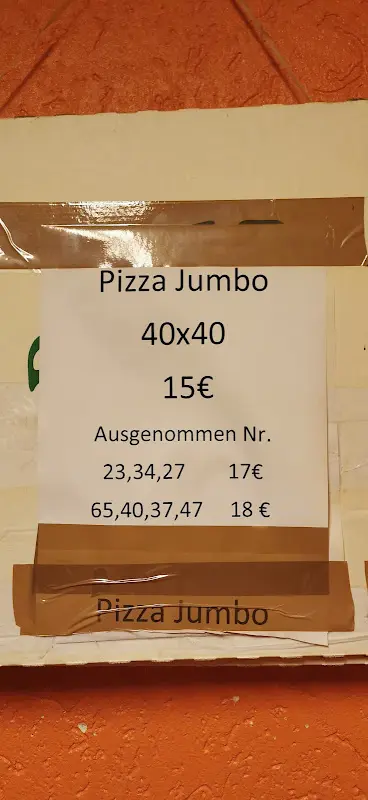 Pizza Jumbo
40x40
15€
Ausgenommen Nr.
23,34,27 17€
65,40,37,47 18 €
Pizza Jumbo